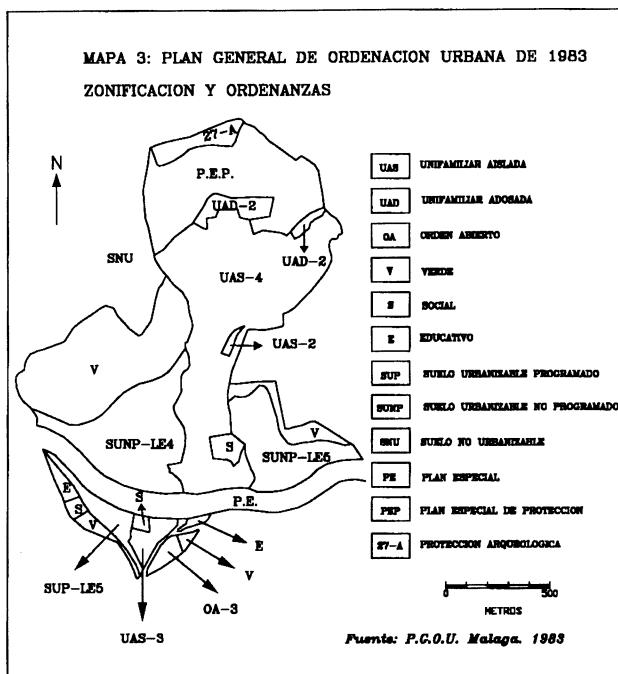 MAPA 3: PLAN GENERAL DE ORDENACION URBANA DE 1983
ZONIFICACION Y ORDENANZAS
N
27-A
P.E.P.
UAD-2
SNU
UAD-2
UAS-4
UAS-2
V
SUNP-LE4
S
V
SUNP-LE5
P.E.
E
S
V
S
E
V
SUP-LE5
OA-3
UAS-3
UAS UNIFAMILIAR AISLADA
UAD UNIFAMILIAR ADOSADA
OA ORDEN ABIERTO
V VERDE
S SOCIAL
E EDUCATIVO
SUP SUELO URBANIZABLE PROGRAMADO
SUNP SUELO URBANIZABLE NO PROGRAMADO
SNU SUELO NO URBANIZABLE
PE PLAN ESPECIAL
PEP PLAN ESPECIAL DE PROTECCION
27-A PROTECCION ARQUEOLOGICA
0 500
METROS
Fuente: P.G.O.U. Malaga. 1983